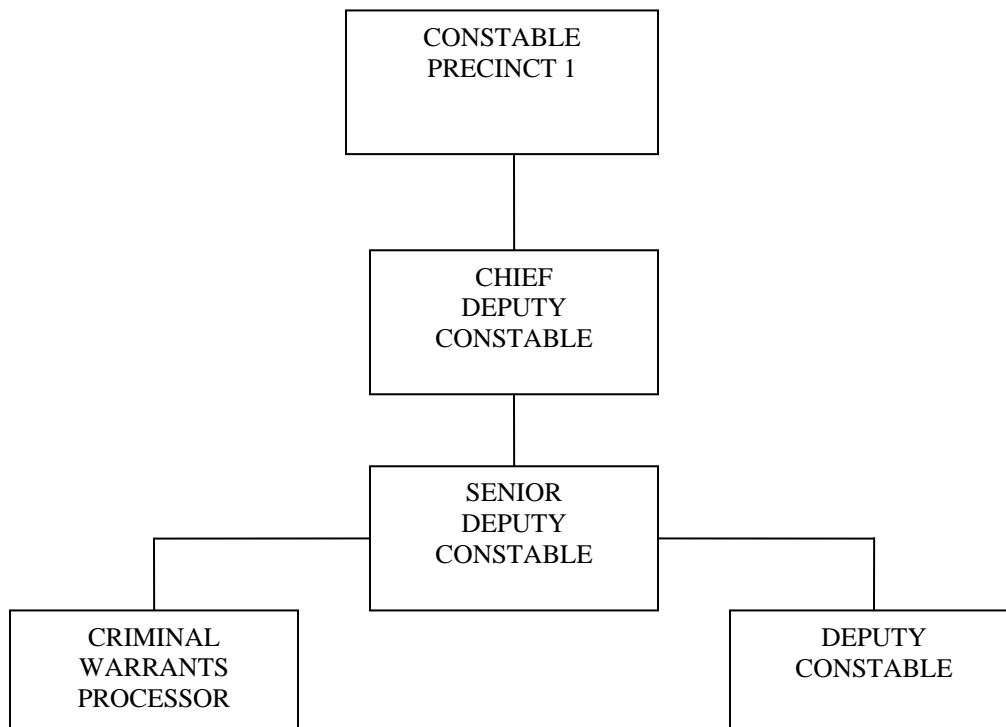 CONSTABLE
PRECINCT 1
CHIEF
DEPUTY
CONSTABLE
SENIOR
DEPUTY
CONSTABLE
CRIMINAL
WARRANTS
PROCESSOR
DEPUTY
CONSTABLE